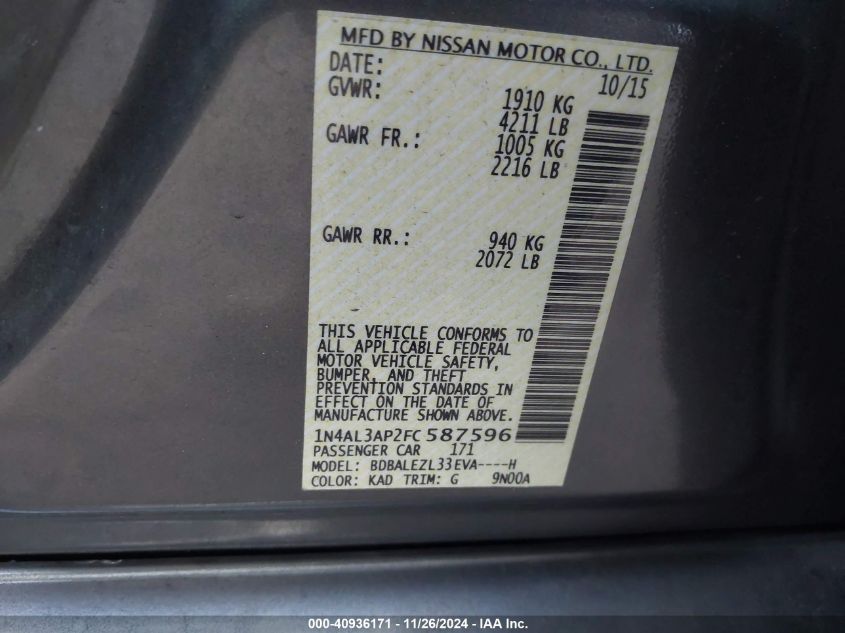 MFD BY NISSAN MOTOR CO., LTD.
DATE: 10/15
GVWR: 1910 KG
4211 LB
GAWR FR.: 1005 KG
2216 LB
GAWR RR.: 940 KG
2072 LB
THIS VEHICLE CONFORMS TO
ALL APPLICABLE FEDERAL
MOTOR VEHICLE SAFETY,
BUMPER, AND THEFT
PREVENTION STANDARDS IN
EFFECT ON THE DATE OF
MANUFACTURE SHOWN ABOVE.
1N4AL3AP2FC587596
PASSENGER CAR 171
MODEL: BDBALEZL33EVA----H
COLOR: KAD TRIM: G 9N00A
000-40936171 - 11/26/2024 - IAA Inc.